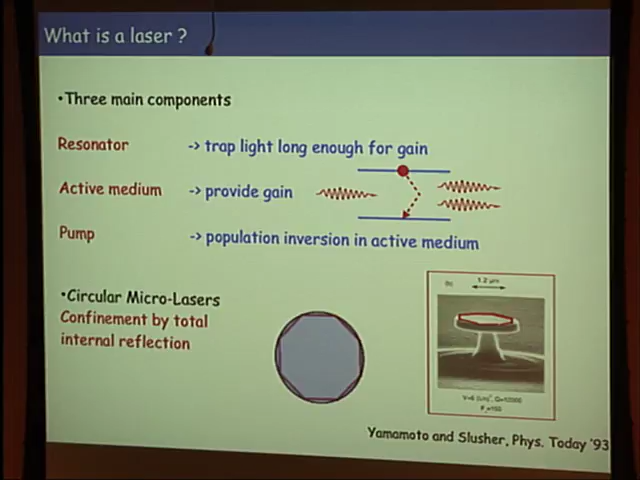 What is a laser ?
•Three main components
Resonator -> trap light long enough for gain
Active medium -> provide gain
Pump -> population inversion in active medium
•Circular Micro-Lasers
Confinement by total
internal reflection
1.2 μm
Yamamoto and Slusher, Phys. Today '93